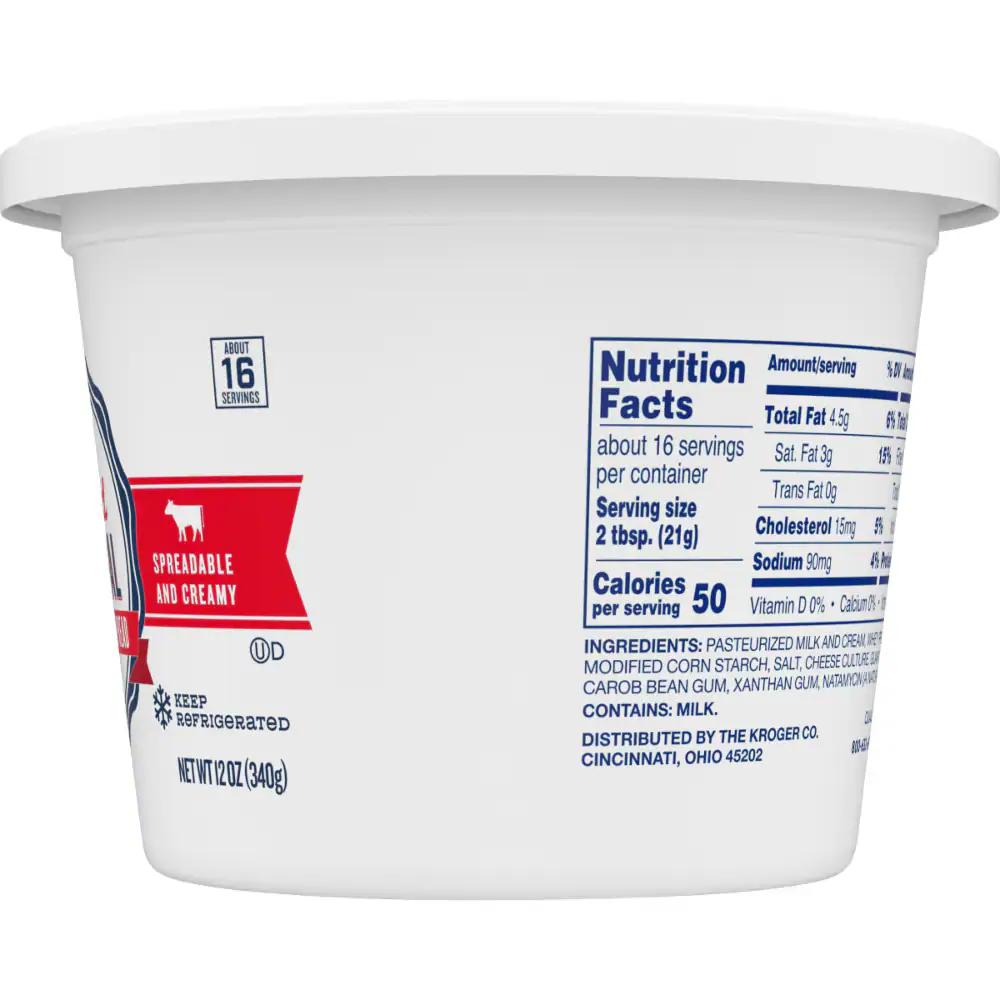 ABOUT
16
SERVINGS
SPREADABLE
AND CREAMY
UD
KEEP
REFRIGERATED
NET WT 12 OZ (340g)
Nutrition
Facts
about 16 servings
per container
Serving size
2 tbsp. (21g)
Calories
per serving 50
Amount/serving % DV
Total Fat 4.5g 6%
Sat. Fat 3g 15%
Trans Fat 0g
Cholesterol 15mg 5%
Sodium 90mg 4%
Vitamin D 0% • Calcium 0% •
INGREDIENTS: PASTEURIZED MILK AND CREAM,
MODIFIED CORN STARCH, SALT, CHEESE CULTURE,
CAROB BEAN GUM, XANTHAN GUM, NATAMYCIN
CONTAINS: MILK.
DISTRIBUTED BY THE KROGER CO.
CINCINNATI, OHIO 45202